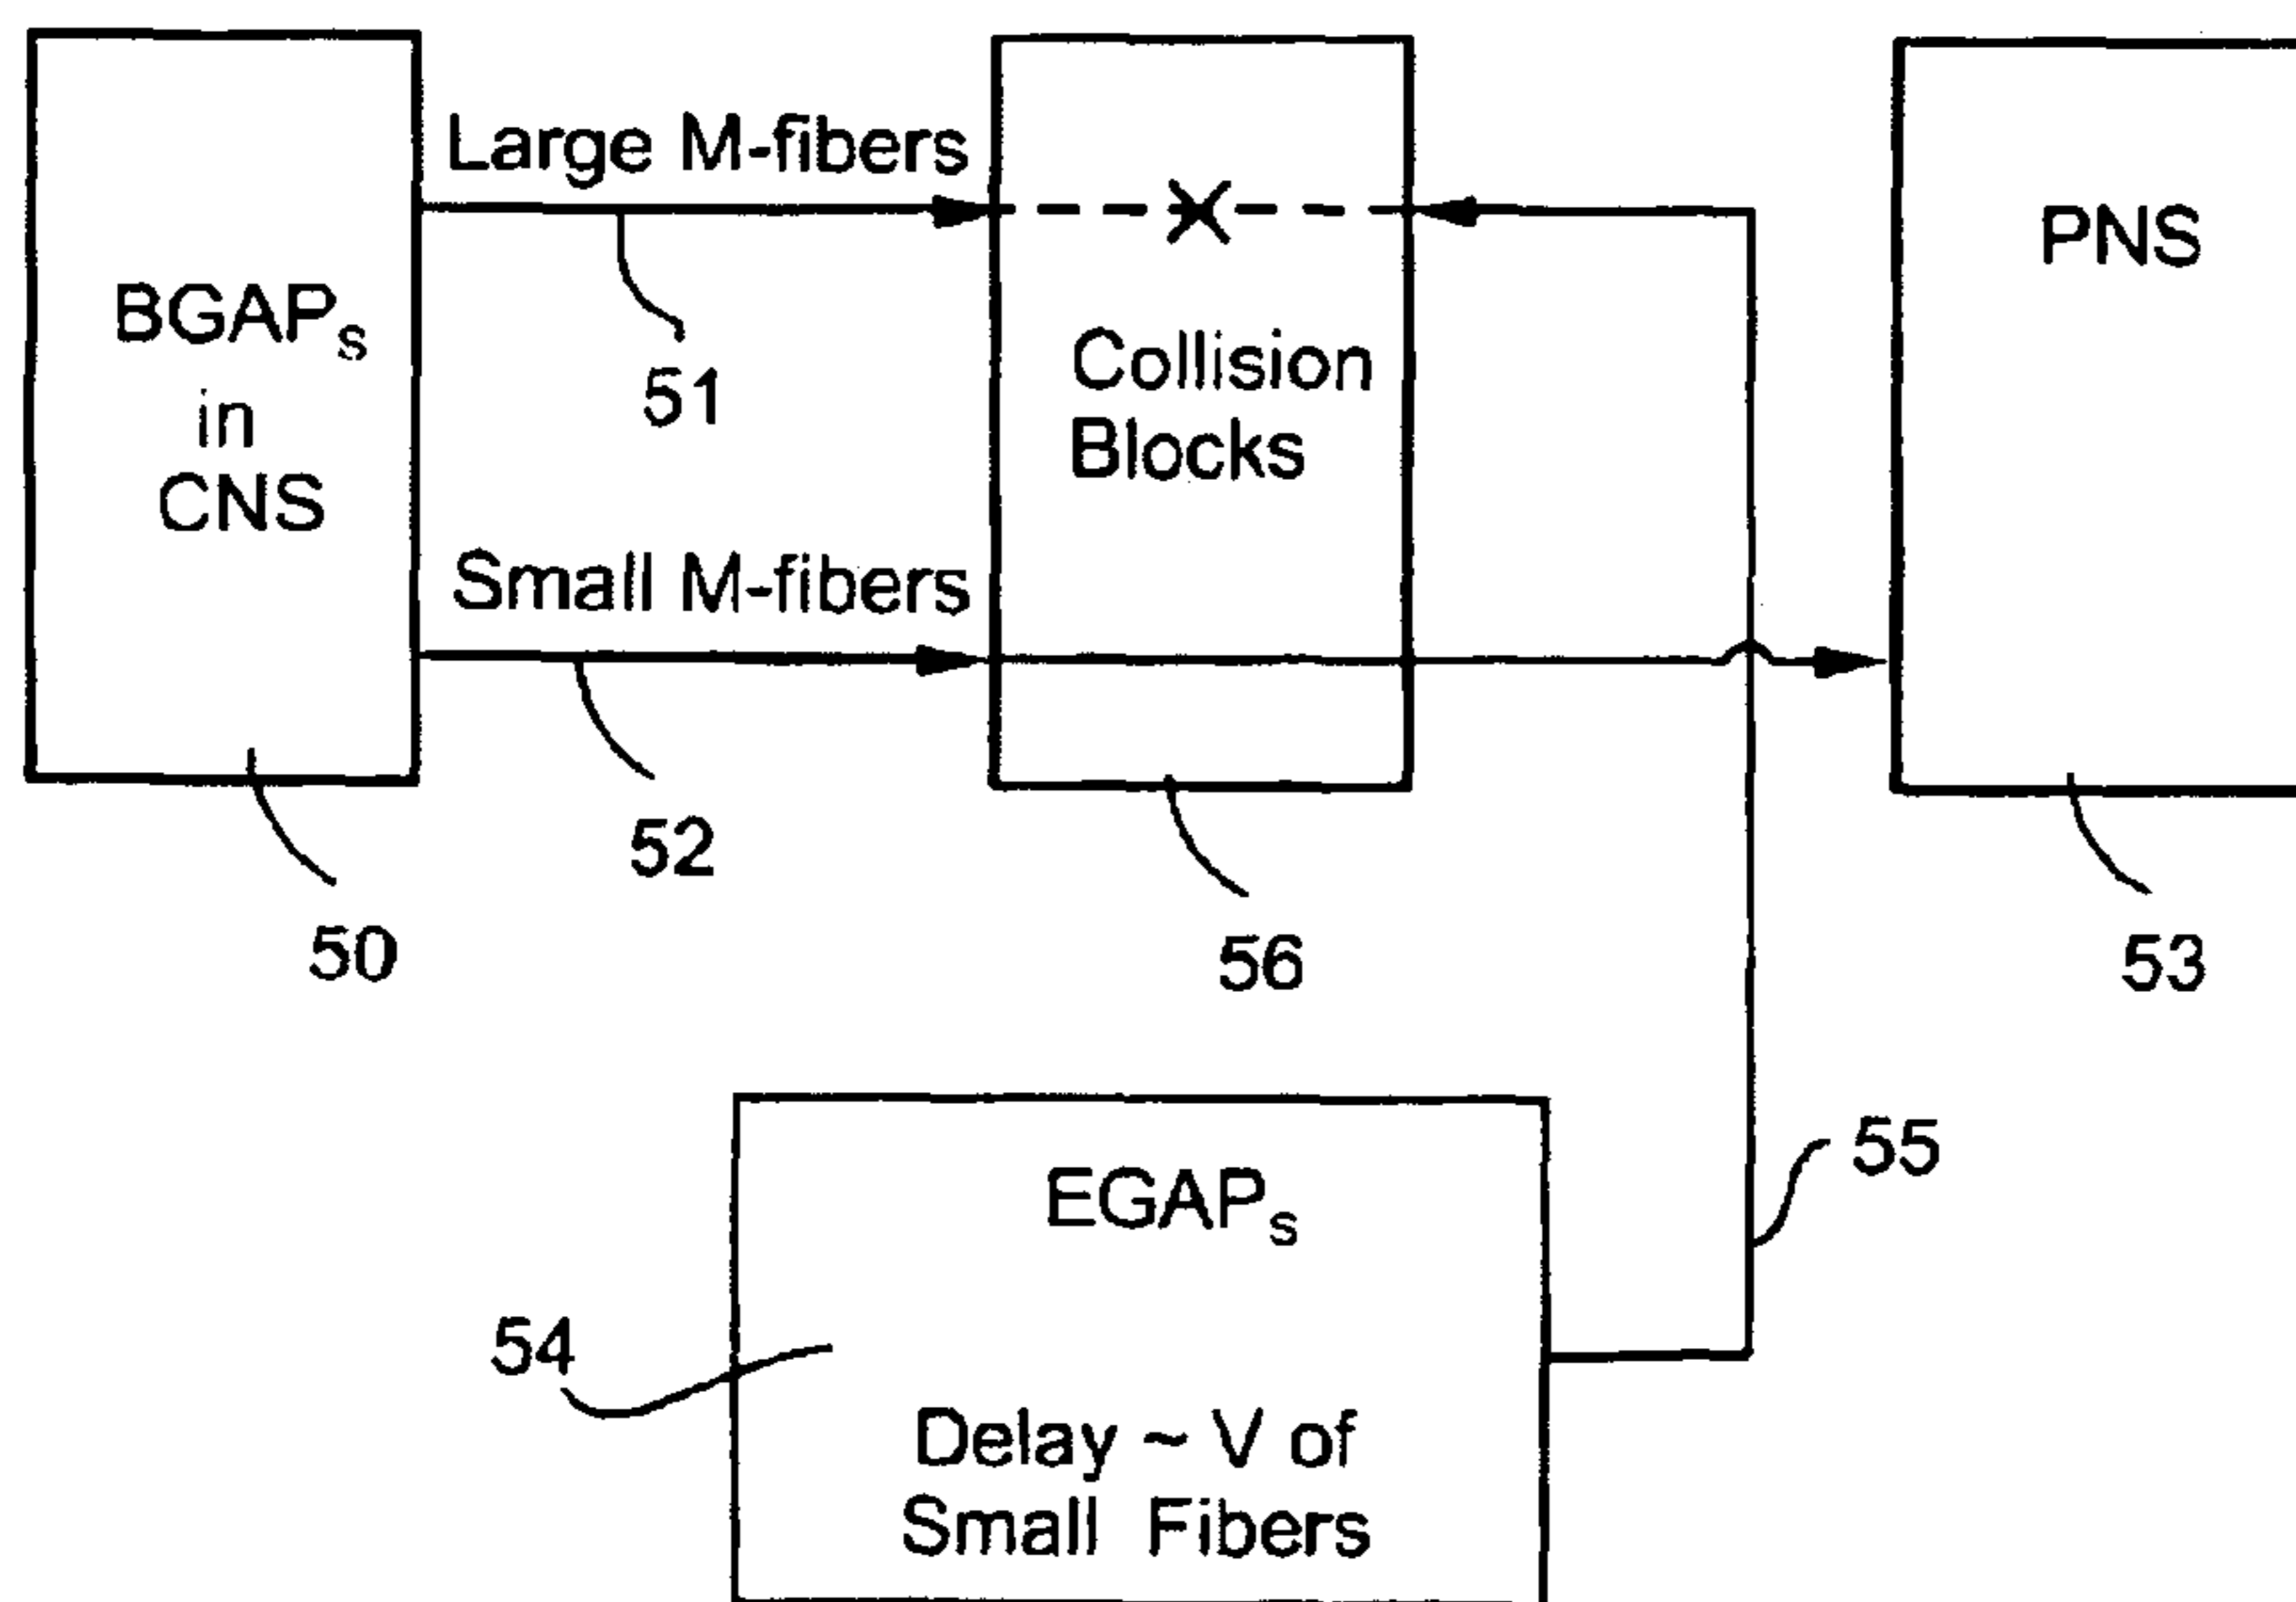 BGAPs
in
CNS
50
Large M-fibers
51
Small M-fibers
52
Collision
Blocks
56
PNS
53
EGAPs
Delay ~ V of
Small Fibers
54
55